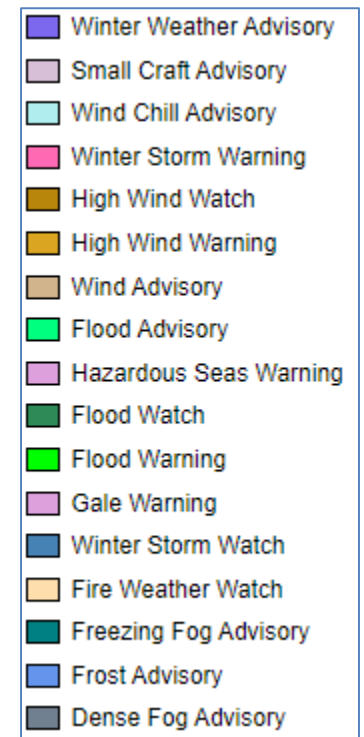 Winter Weather Advisory
Small Craft Advisory
Wind Chill Advisory
Winter Storm Warning
High Wind Watch
High Wind Warning
Wind Advisory
Flood Advisory
Hazardous Seas Warning
Flood Watch
Flood Warning
Gale Warning
Winter Storm Watch
Fire Weather Watch
Freezing Fog Advisory
Frost Advisory
Dense Fog Advisory